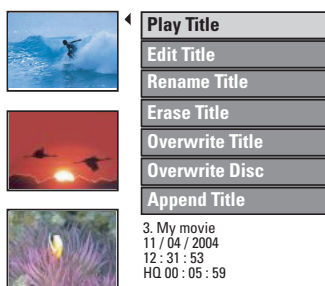 Play Title
Edit Title
Rename Title
Erase Title
Overwrite Title
Overwrite Disc
Append Title
3. My movie
11 / 04 / 2004
12 : 31 : 53
HQ 00 : 05 : 59